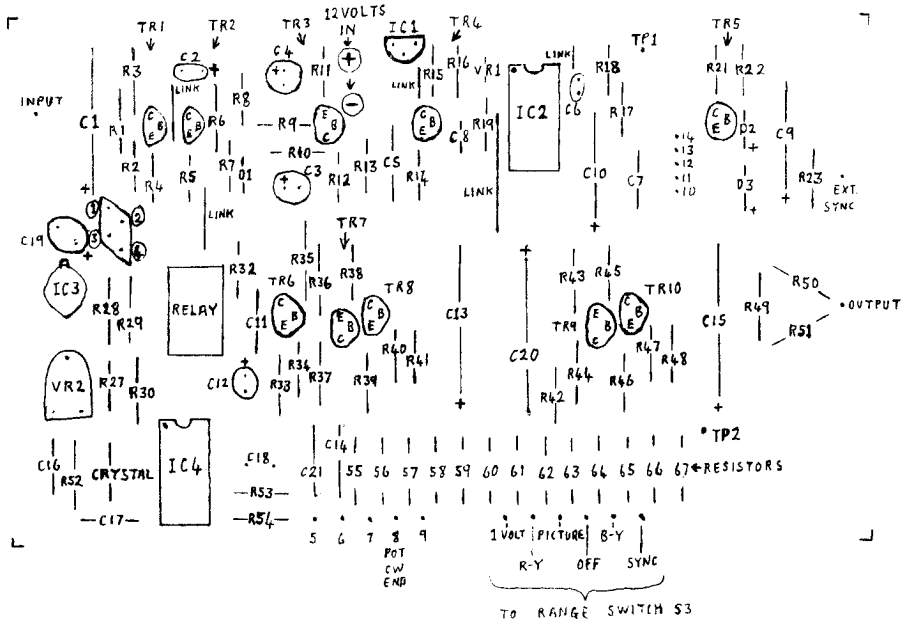 12VOLTS
IN
TR1
TR2
TR3
IC1
TR4
TR5
TP1
C2
C4
R11
R16
R15
VR1
LINK
R18
R21
R22
R3
INPUT
C1
R1
LINK
R8
R6
R9
LINK
C8
R19
IC2
C6
R17
D2
C9
C
B
E
C
B
E
E
B
C
C
B
E
C
B
E
R2
R4
R5
R7
D1
R10
C3
R12
R13
C5
R14
LINK
C10
C7
14
13
12
11
10
D3
R23
EXT.
SYNC
LINK
1
2
3
4
C19
IC3
TR7
R32
R35
R36
R38
TR6
TR8
R43
R45
TR10
R50
R49
OUTPUT
R51
R28
R29
RELAY
C11
C
B
E
E
B
C
C
B
E
C13
C20
TR9
E
B
C
C
B
E
C15
R40
R41
R47
R48
VR2
R27
R30
C12
R33
R34
R37
R39
R44
R46
R42
TP2
C16
R52
CRYSTAL
IC4
C18
C21
C14
55
56
57
58
59
60
61
62
63
64
65
66
67
RESISTORS
R53
C17
R54
5
6
7
8
9
POT
CW
END
1 VOLT
PICTURE
B-Y
R-Y
OFF
SYNC
TO RANGE SWITCH S3